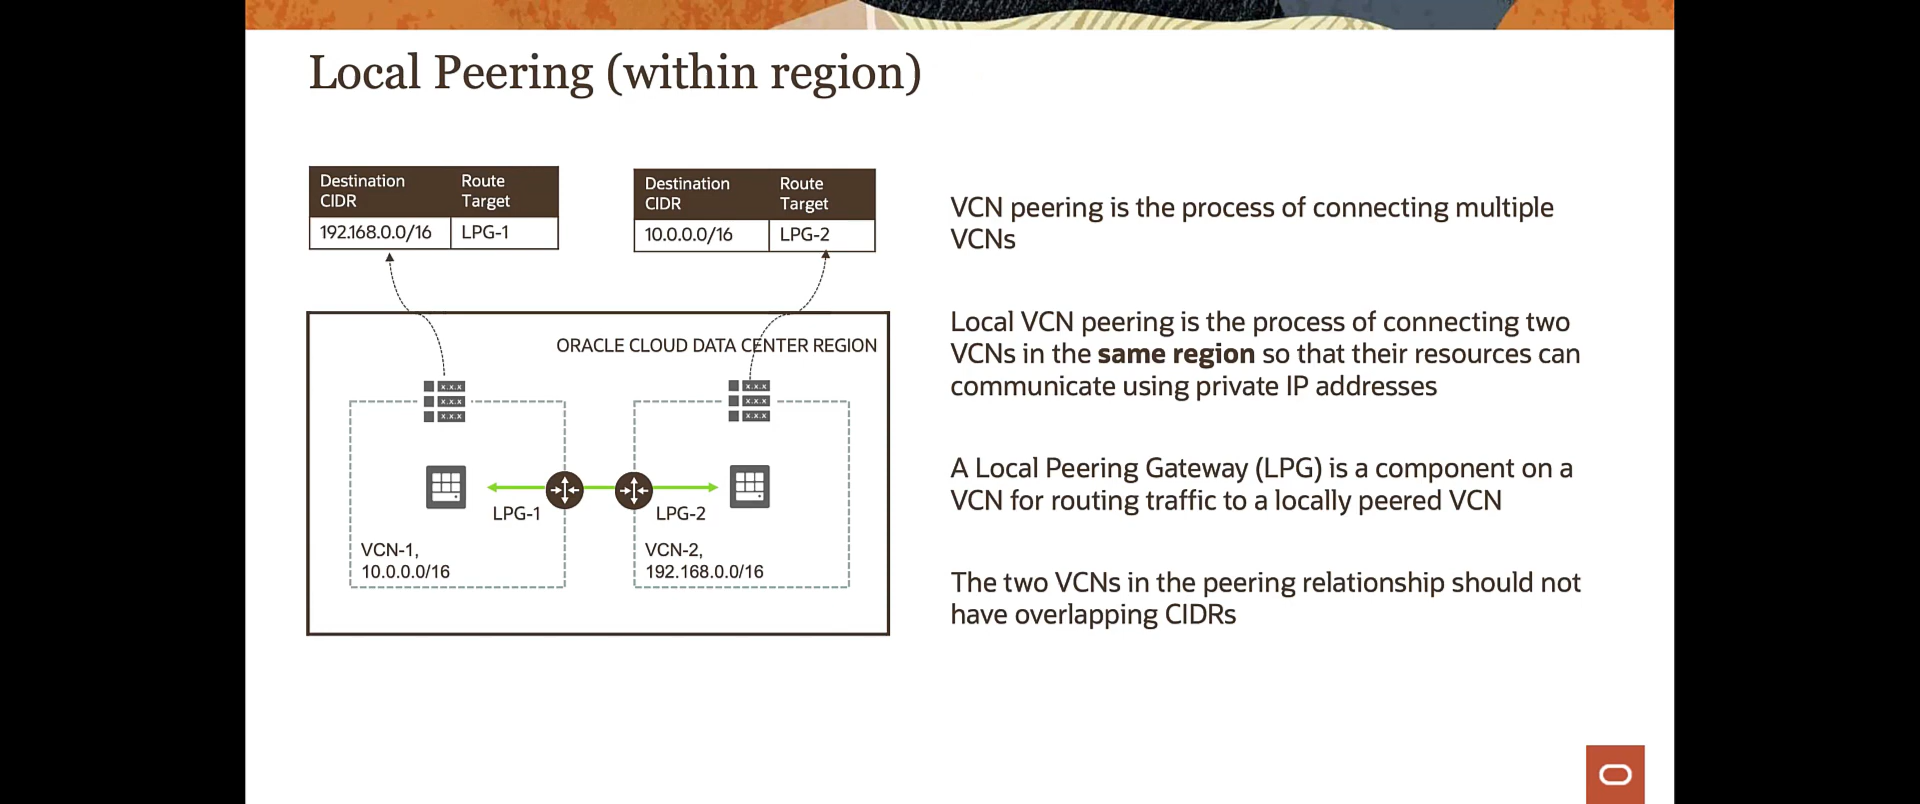 Local Peering (within region)
Destination CIDR
Route Target
192.168.0.0/16
LPG-1
Destination CIDR
Route Target
10.0.0.0/16
LPG-2
ORACLE CLOUD DATA CENTER REGION
x.x.x
x.x.x
x.x.x
x.x.x
x.x.x
x.x.x
LPG-1
LPG-2
VCN-1,
10.0.0.0/16
VCN-2,
192.168.0.0/16
VCN peering is the process of connecting multiple
VCNs
Local VCN peering is the process of connecting two
VCNs in the same region so that their resources can
communicate using private IP addresses
A Local Peering Gateway (LPG) is a component on a
VCN for routing traffic to a locally peered VCN
The two VCNs in the peering relationship should not
have overlapping CIDRs